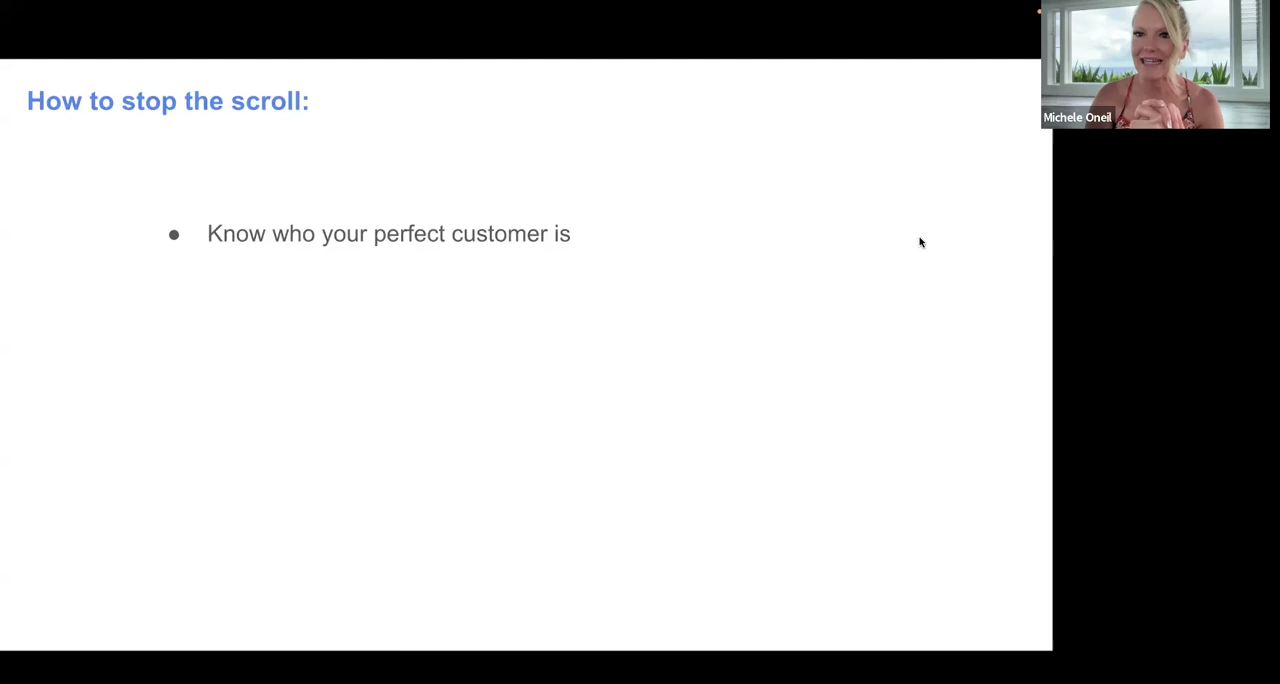 How to stop the scroll:
● Know who your perfect customer is
Michele Oneil